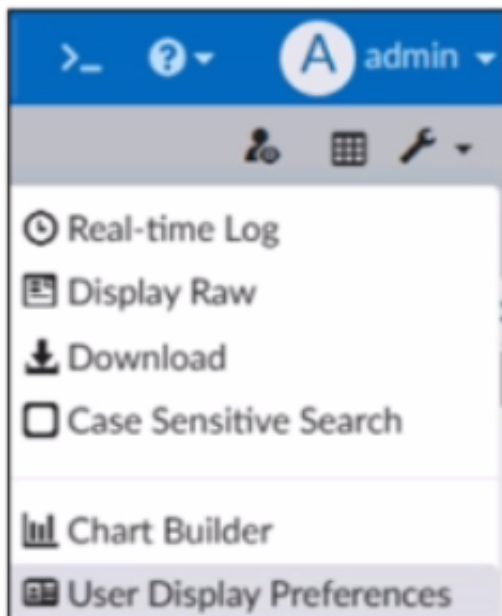 >_ ? A admin
Real-time Log
Display Raw
Download
Case Sensitive Search
Chart Builder
User Display Preferences